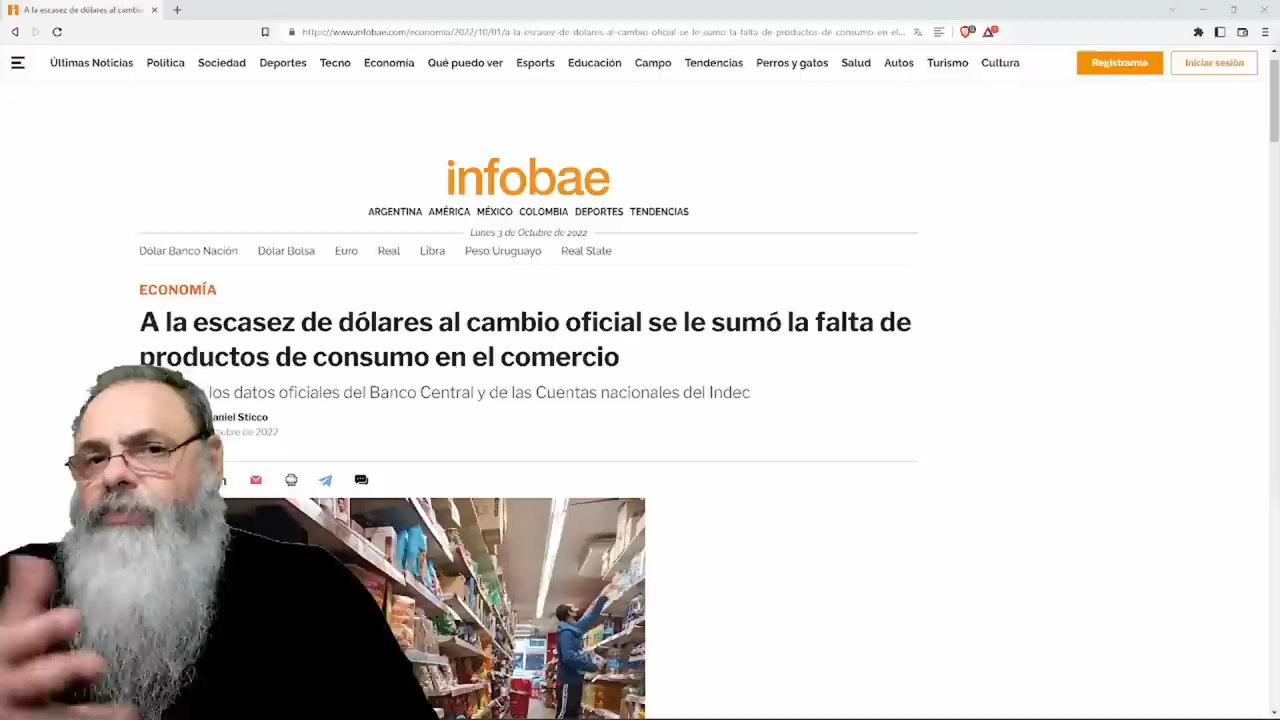 A la escasez de dólares al cambio
https://www.infobae.com/economia/2022/10/01/a-la-escasez-de-dolares-al-cambio-oficial-se-le-sumo-la-falta-de-productos-de-consumo-en-el...
Últimas Noticias Política Sociedad Deportes Tecno Economía Qué puedo ver Esports Educación Campo Tendencias Perros y gatos Salud Autos Turismo Cultura Registrarme Iniciar sesión
infobae
ARGENTINA AMÉRICA MÉXICO COLOMBIA DEPORTES TENDENCIAS
Lunes 3 de Octubre de 2022
Dólar Banco Nación Dólar Bolsa Euro Real Libra Peso Uruguayo Real State
ECONOMÍA
A la escasez de dólares al cambio oficial se le sumó la falta de
productos de consumo en el comercio
los datos oficiales del Banco Central y de las Cuentas nacionales del Indec
Sticco
de 2022